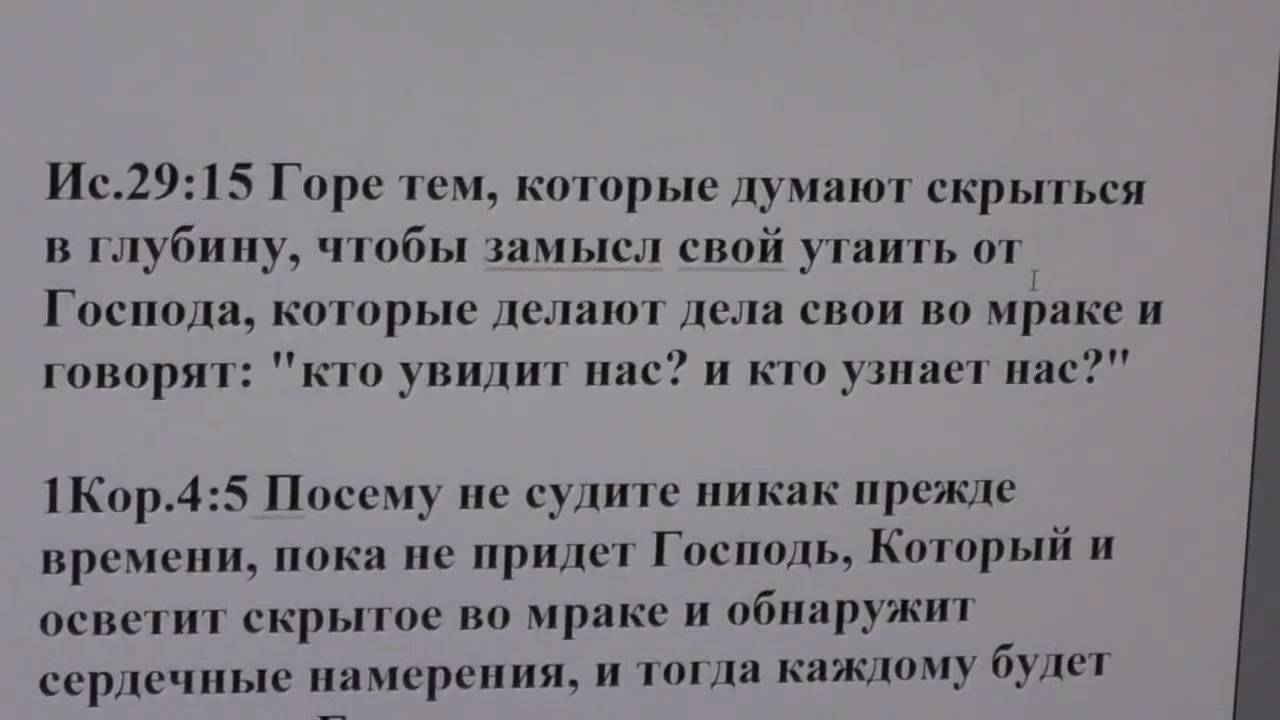 Ис.29:15 Горе тем, которые думают скрыться
в глубину, чтобы замысл свой утаить от
Господа, которые делают дела свои во мраке и
говорят: "кто увидит нас? и кто узнает нас?"
1Кор.4:5 Посему не судите никак прежде
времени, пока не придет Господь, Который и
осветит скрытое во мраке и обнаружит
сердечные намерения, и тогда каждому будет